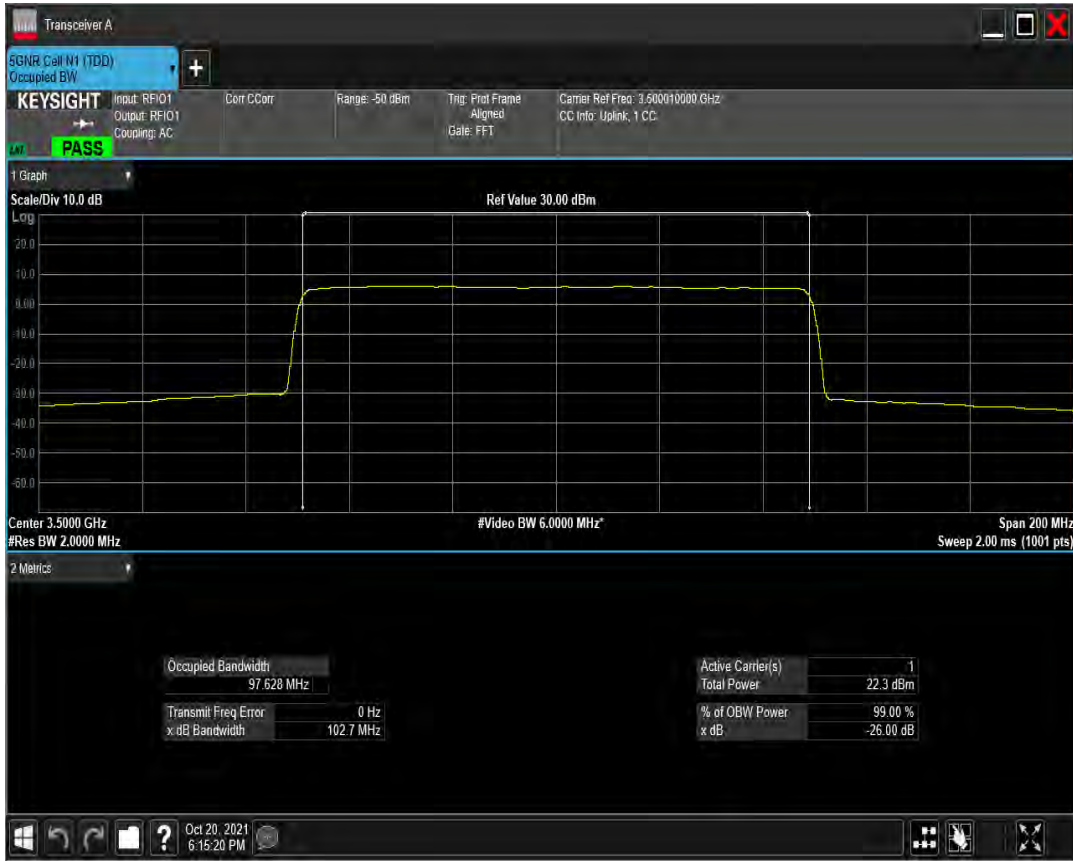 Transceiver A
5GNR Cell N1 (TDD)
Occupied BW
+
KEYSIGHT
Input: RFIO1
Output: RFIO1
Coupling: AC
Corr CCorr
Range: -50 dBm
Trig: Prot Frame
Aligned
Gate: FFT
Carrier Ref Freq: 3.500010000 GHz
CC Info: Uplink, 1 CC
PASS
1 Graph
Scale/Div 10.0 dB
Ref Value 30.00 dBm
Log
20.0
10.0
0.00
-10.0
-20.0
-30.0
-40.0
-50.0
-60.0
Center 3.5000 GHz
#Video BW 6.0000 MHz*
Span 200 MHz
#Res BW 2.0000 MHz
Sweep 2.00 ms (1001 pts)
2 Metrics
Occupied Bandwidth
97.628 MHz
Transmit Freq Error 0 Hz
x dB Bandwidth 102.7 MHz
Active Carrier(s) 1
Total Power 22.3 dBm
% of OBW Power 99.00 %
x dB -26.00 dB
?
Oct 20, 2021
6:15:20 PM